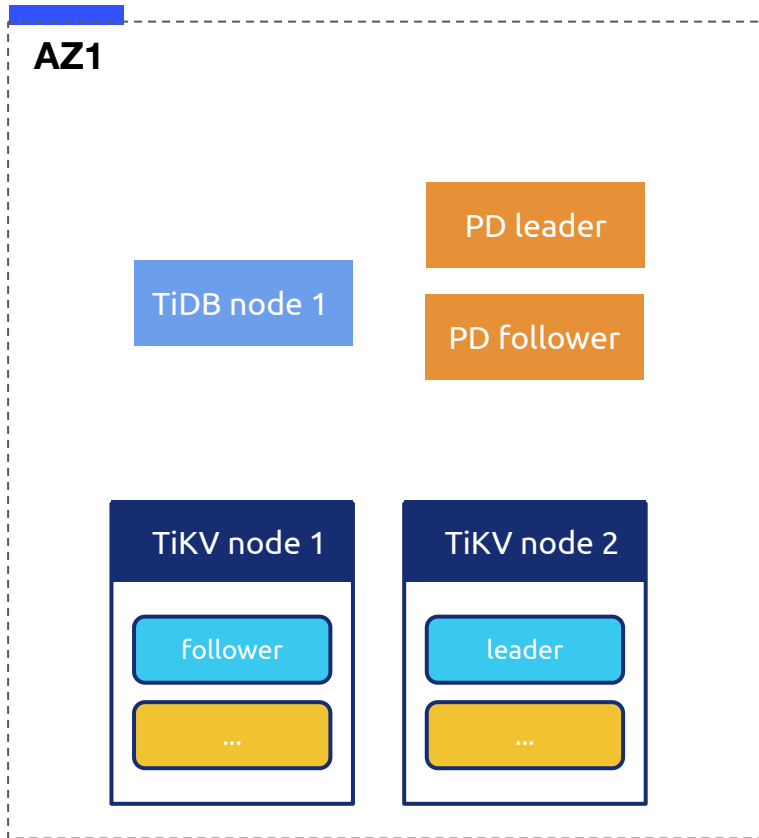 AZ1
PD leader
TiDB node 1
PD follower
TiKV node 1
TiKV node 2
follower
leader
...
...